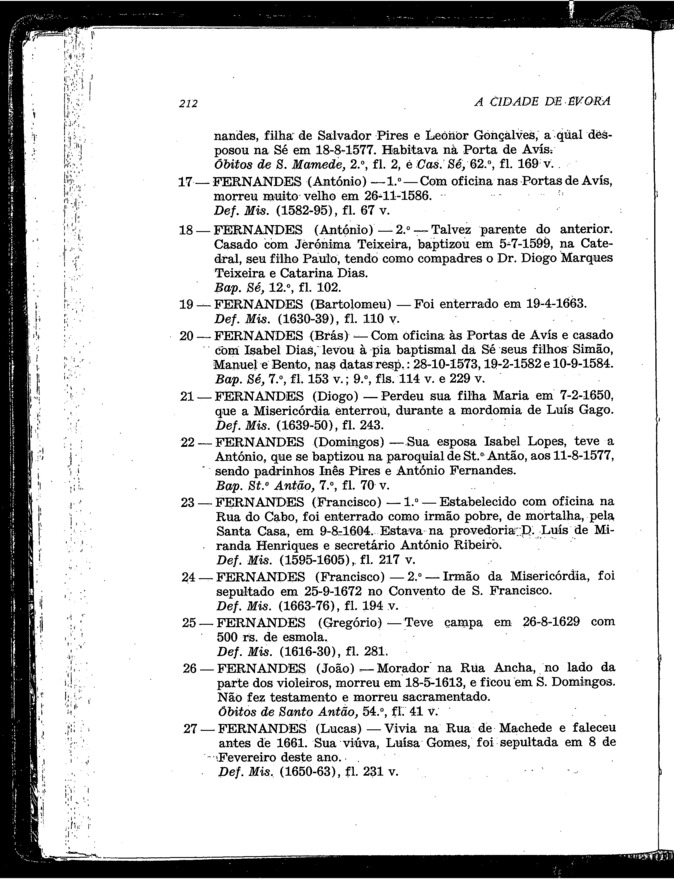 212 A CIDADE DE ÉVORA
nandes, filha de Salvador Pires e Leonor Gonçalves, a qual des-
posou na Sé em 18-8-1577. Habitava na Porta de Avís.
Óbitos de S. Mamede, 2.º, fl. 2, e Cas. Sé, 62.º, fl. 169 v.
17 — FERNANDES (António) — 1.º — Com oficina nas Portas de Avís,
morreu muito velho em 26-11-1586.
Def. Mis. (1582-95), fl. 67 v.
18 — FERNANDES (António) — 2.º — Talvez parente do anterior.
Casado com Jerónima Teixeira, baptizou em 5-7-1599, na Cate-
dral, seu filho Paulo, tendo como compadres o Dr. Diogo Marques
Teixeira e Catarina Dias.
Bap. Sé, 12.º, fl. 102.
19 — FERNANDES (Bartolomeu) — Foi enterrado em 19-4-1663.
Def. Mis. (1630-39), fl. 110 v.
20 — FERNANDES (Brás) — Com oficina às Portas de Avís e casado
com Isabel Dias, levou à pia baptismal da Sé seus filhos Simão,
Manuel e Bento, nas datas resp.: 28-10-1573, 19-2-1582 e 10-9-1584.
Bap. Sé, 7.º, fl. 153 v.; 9.º, fls. 114 v. e 229 v.
21 — FERNANDES (Diogo) — Perdeu sua filha Maria em 7-2-1650,
que a Misericórdia enterrou, durante a mordomia de Luís Gago.
Def. Mis. (1639-50), fl. 243.
22 — FERNANDES (Domingos) — Sua esposa Isabel Lopes, teve a
António, que se baptizou na paroquial de St.º Antão, aos 11-8-1577,
sendo padrinhos Inês Pires e António Fernandes.
Bap. St.º Antão, 7.º, fl. 70 v.
23 — FERNANDES (Francisco) — 1.º — Estabelecido com oficina na
Rua do Cabo, foi enterrado como irmão pobre, de mortalha, pela
Santa Casa, em 9-8-1604. Estava na provedoria D. Luís de Mi-
randa Henriques e secretário António Ribeiro.
Def. Mis. (1595-1605), fl. 217 v.
24 — FERNANDES (Francisco) — 2.º — Irmão da Misericórdia, foi
sepultado em 25-9-1672 no Convento de S. Francisco.
Def. Mis. (1663-76), fl. 194 v.
25 — FERNANDES (Gregório) — Teve campa em 26-8-1629 com
500 rs. de esmola.
Def. Mis. (1616-30), fl. 281.
26 — FERNANDES (João) — Morador na Rua Ancha, no lado da
parte dos violeiros, morreu em 18-5-1613, e ficou em S. Domingos.
Não fez testamento e morreu sacramentado.
Óbitos de Santo Antão, 54.º, fl. 41 v.
27 — FERNANDES (Lucas) — Vivia na Rua de Machede e faleceu
antes de 1661. Sua viúva, Luísa Gomes, foi sepultada em 8 de
Fevereiro deste ano.
Def. Mis. (1650-63), fl. 231 v.